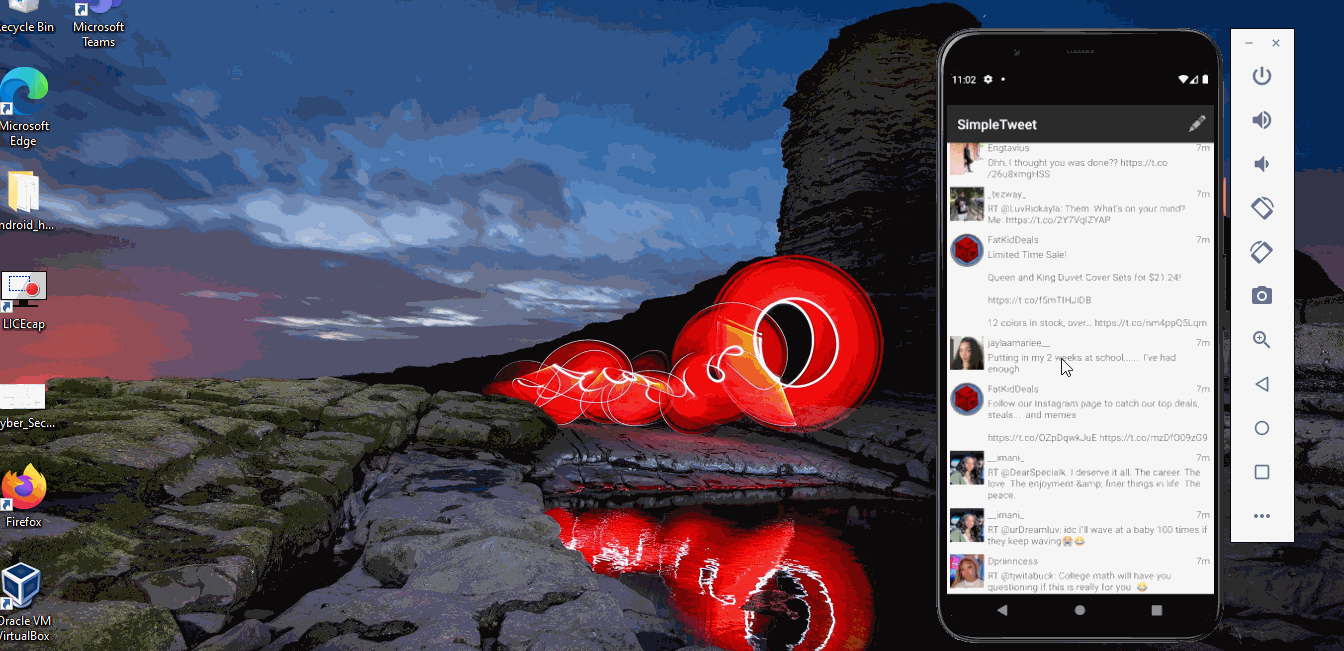 ecycle Bin
Microsoft
Teams
Microsoft
Edge
ndroid_h...
LICEcap
yber_Sec...
Firefox
Oracle VM
VirtualBox
11:02
SimpleTweet
Engtavius 7m
Ohh, I thought you was done?? https://t.co
/26u8xmgHSS
_tezway_ 7m
RT @LuvRickayla: Them: What's on your mind?
Me: https://t.co/2Y7VqIZYAP
FatKidDeals 7m
Limited Time Sale!
Queen and King Duvet Cover Sets for $21.24!
https://t.co/f5mTIHJIDB
12 colors in stock, over... https://t.co/nm4ppQ5Lqm
jaylaamariee__ 7m
Putting in my 2 weeks at school...... I've had
enough
FatKidDeals 7m
Follow our Instagram page to catch our top deals,
steals... and memes
https://t.co/OZpDqwkJuE https://t.co/mzDfO09zG9
__imani_ 7m
RT @DearSpecialk: I deserve it all. The career. The
love. The enjoyment &amp; finer things in life. The
peace.
__imani_ 7m
RT @urDreamluv: idc i'll wave at a baby 100 times if
they keep waving😭😂
Dpriinncess 7m
RT @tjwitabuck: College math will have you
questioning if this is really for you 😂